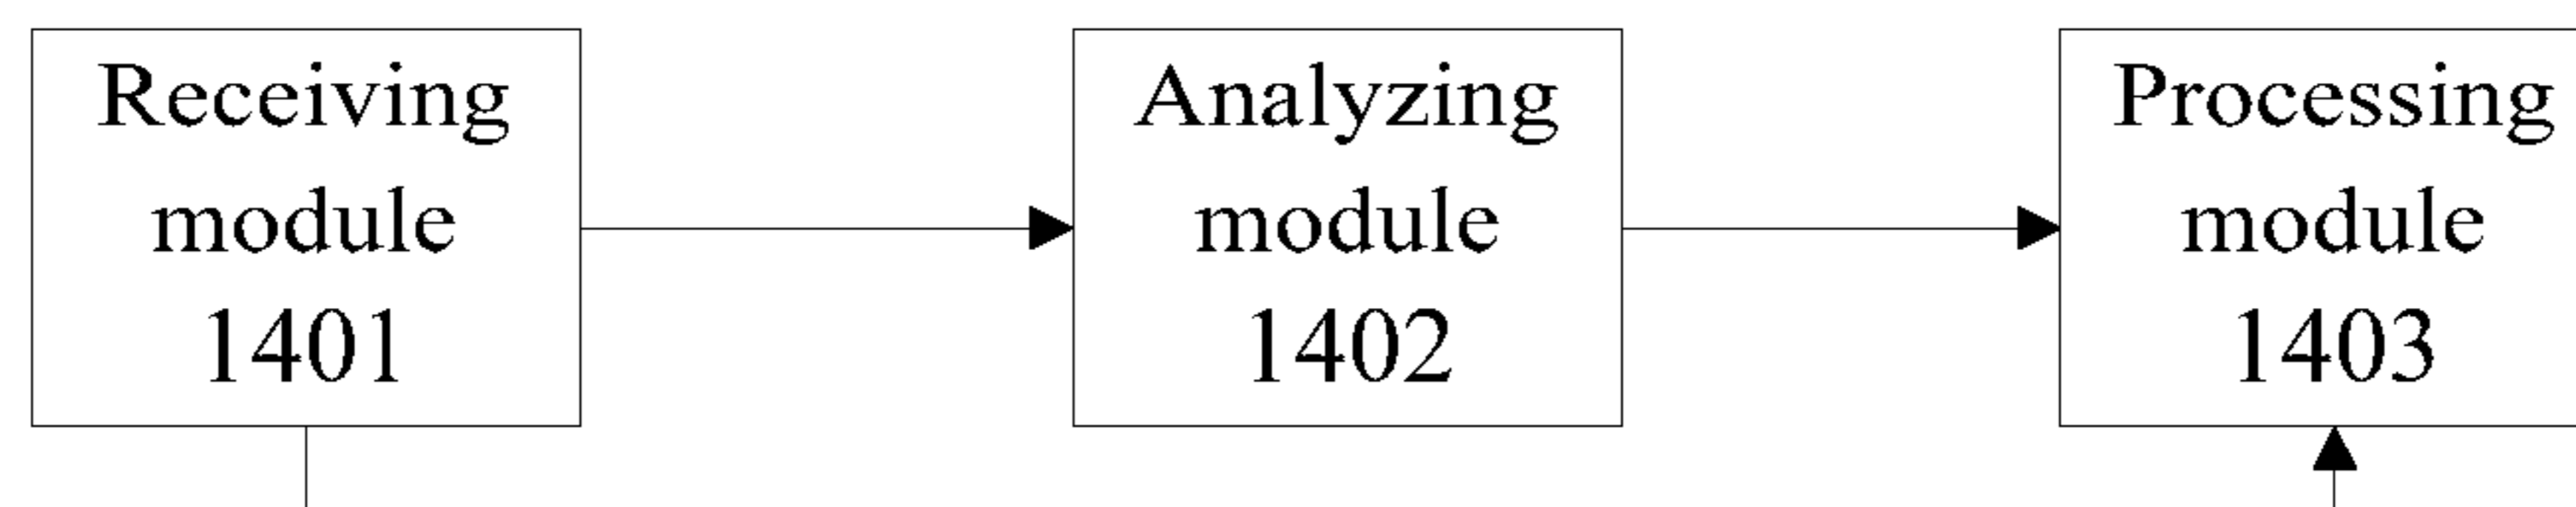 Receiving
module
1401
Analyzing
module
1402
Processing
module
1403